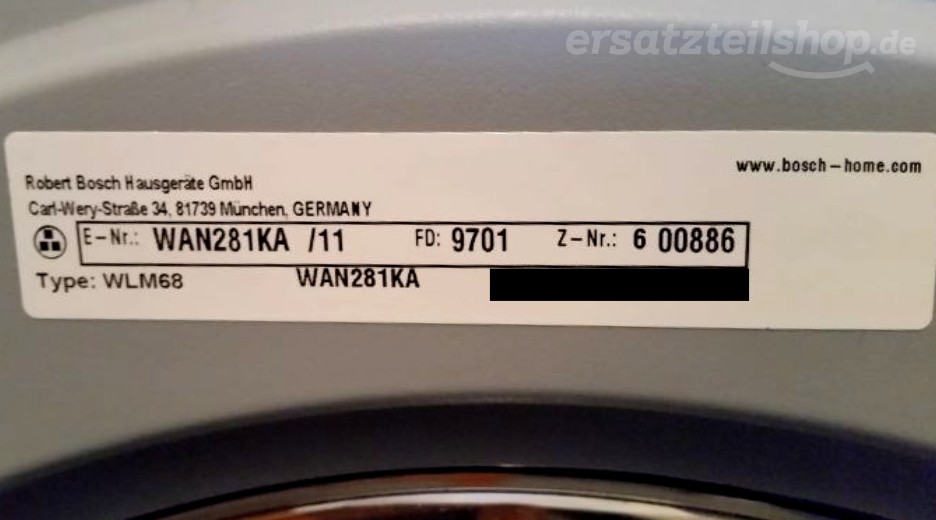 ersatzteilshop.de
www.bosch-home.com
Robert Bosch Hausgeräte GmbH
Carl-Wery-Straße 34, 81739 München, GERMANY
E-Nr.: WAN281KA /11 FD: 9701 Z-Nr.: 6 00886
Type: WLM68 WAN281KA